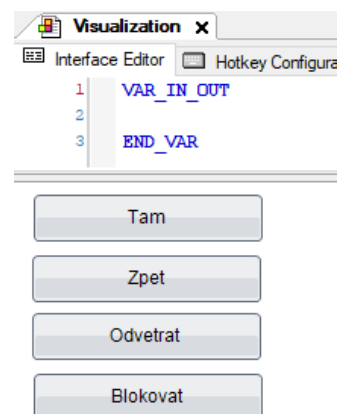 Visualization x
Interface Editor Hotkey Configura
1 VAR_IN_OUT
2
3 END_VAR
Tam
Zpet
Odvetrat
Blokovat